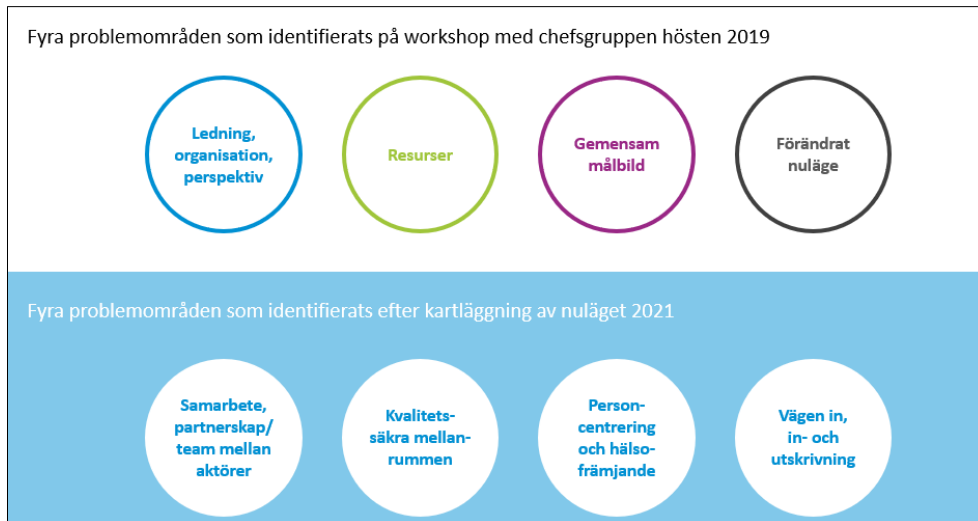 Fyra problemområden som identifierats på workshop med chefsgruppen hösten 2019
Ledning,
organisation,
perspektiv
Resurser
Gemensam
målbild
Förändrat
nuläge
Fyra problemområden som identifierats efter kartläggning av nuläget 2021
Samarbete,
partnerskap/
team mellan
aktörer
Kvalitets-
säkra mellan-
rummen
Person-
centrering
och hälso-
främjande
Vägen in,
in- och
utskrivning